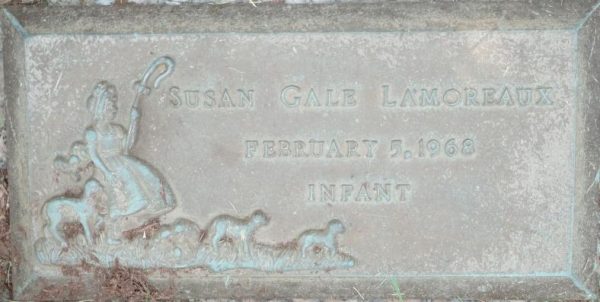 SUSAN GALE LAMOREAUX
FEBRUARY 5, 1968
INFANT